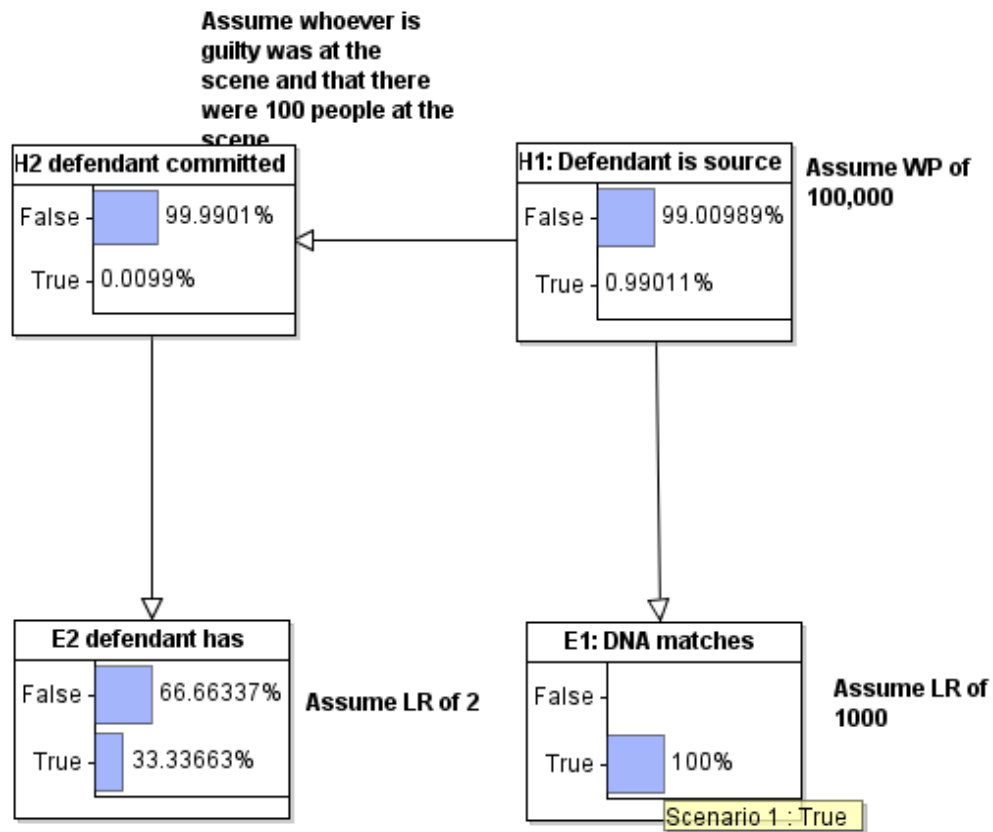 Assume whoever is
guilty was at the
scene and that there
were 100 people at the
scene
H2 defendant committed
False
99.9901%
True
0.0099%
H1: Defendant is source
False
99.00989%
True
0.99011%
Assume WP of
100,000
E2 defendant has
False
66.66337%
True
33.33663%
Assume LR of 2
E1: DNA matches
False
True
100%
Scenario 1 : True
Assume LR of
1000